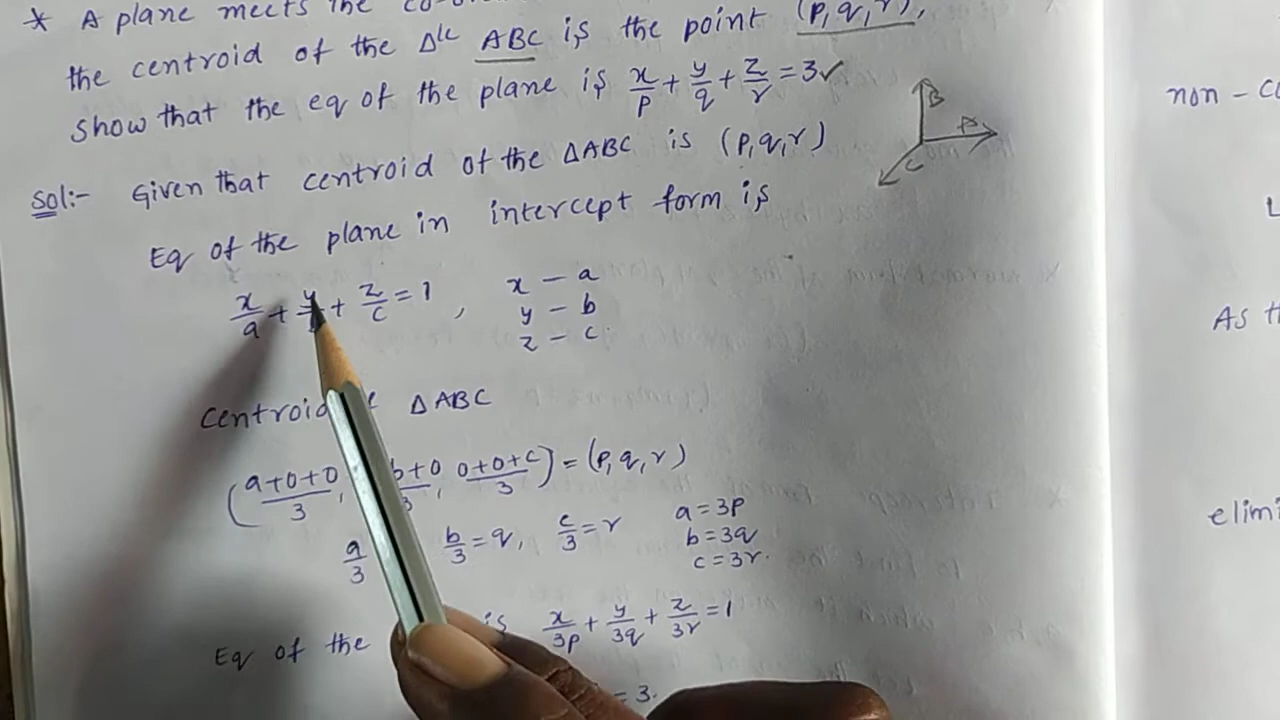 * A plane meets the
the centroid of the Δle ABC is the point (p,q,r),
show that the eq of the plane is x/p + y/q + z/r = 3 ✓
B
A
C
Sol:- Given that centroid of the ΔABC is (p,q,r)
Eq of the plane in intercept form is
x/a + y/ + z/c = 1 , x - a
y - b
z - c
Centroid ΔABC
(a+0+0/3, b+0/3, 0+0+c/3) = (p,q,r)
a/3 b/3 = q, c/3 = r a = 3p
b = 3q
c = 3r.
Eq of the is x/3p + y/3q + z/3r = 1
= 3.
non -
As